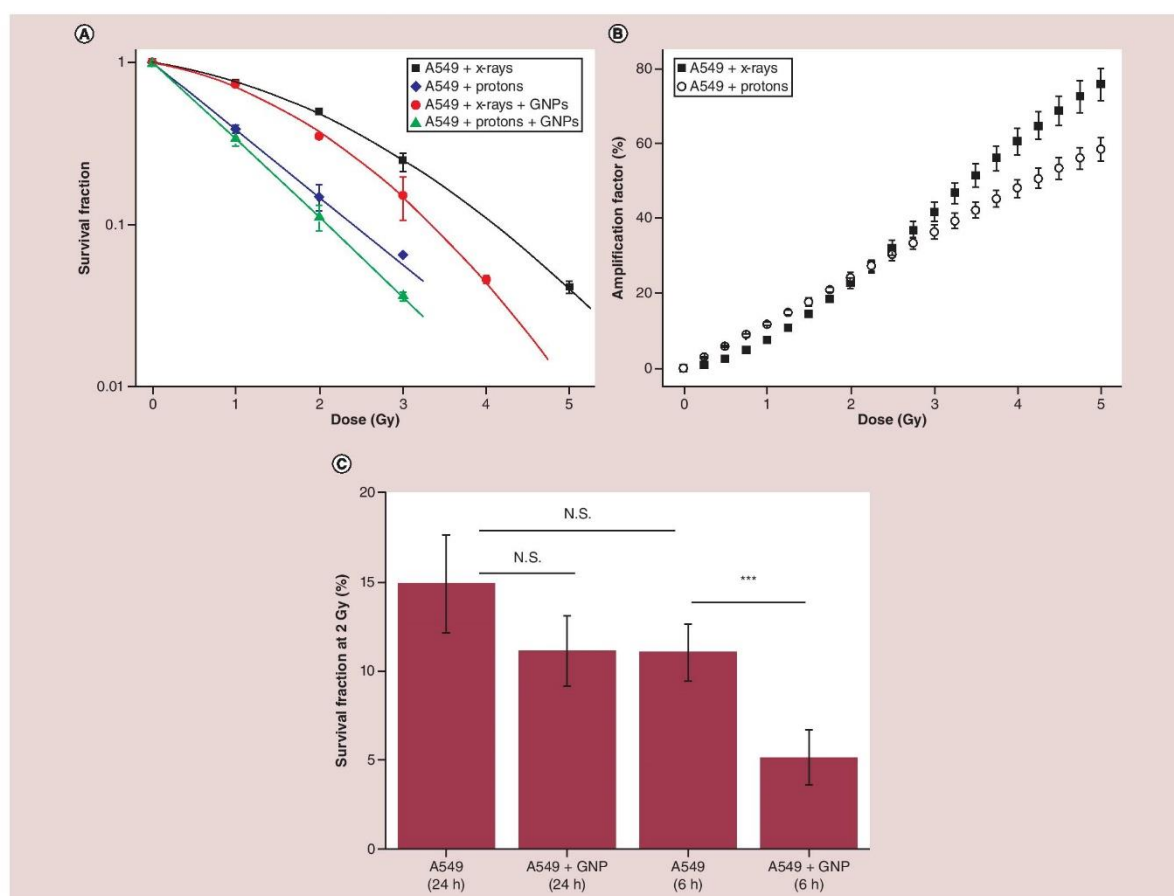 A
Survival fraction
1
0.1
0.01
0 1 2 3 4 5
Dose (Gy)
A549 + x-rays
A549 + protons
A549 + x-rays + GNPs
A549 + protons + GNPs
B
Amplification factor (%)
80
60
40
20
0
0 1 2 3 4 5
Dose (Gy)
A549 + x-rays
A549 + protons
C
Survival fraction at 2 Gy (%)
20
15
10
5
0
N.S.
N.S.
***
A549
(24 h)
A549 + GNP
(24 h)
A549
(6 h)
A549 + GNP
(6 h)